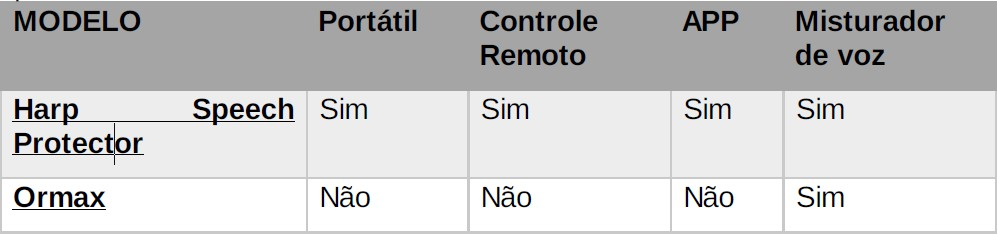 MODELO Portátil Controle Remoto APP Misturador de voz
Harp Speech Protector Sim Sim Sim Sim
Ormax Não Não Não Sim